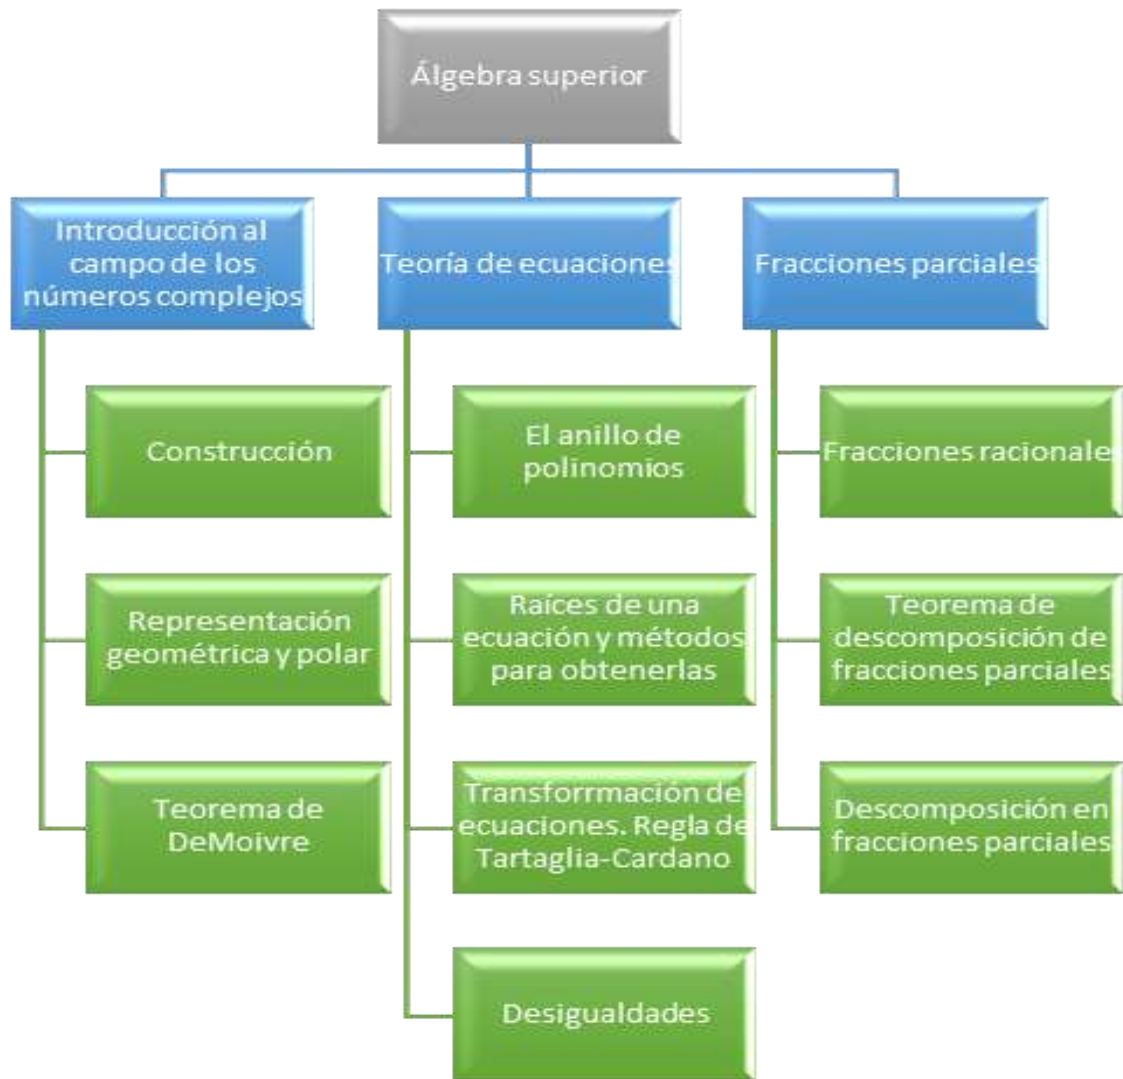 Álgebra superior
Introducción al
campo de los
números complejos
Construcción
Representación
geométrica y polar
Teorema de
DeMoivre
Teoría de ecuaciones
El anillo de
polinomios
Raíces de una
ecuación y métodos
para obtenerlas
Transforrmación de
ecuaciones. Regla de
Tartaglia-Cardano
Desigualdades
Fracciones parciales
Fracciones racionales
Teorema de
descomposición de
fracciones parciales
Descomposición en
fracciones parciales